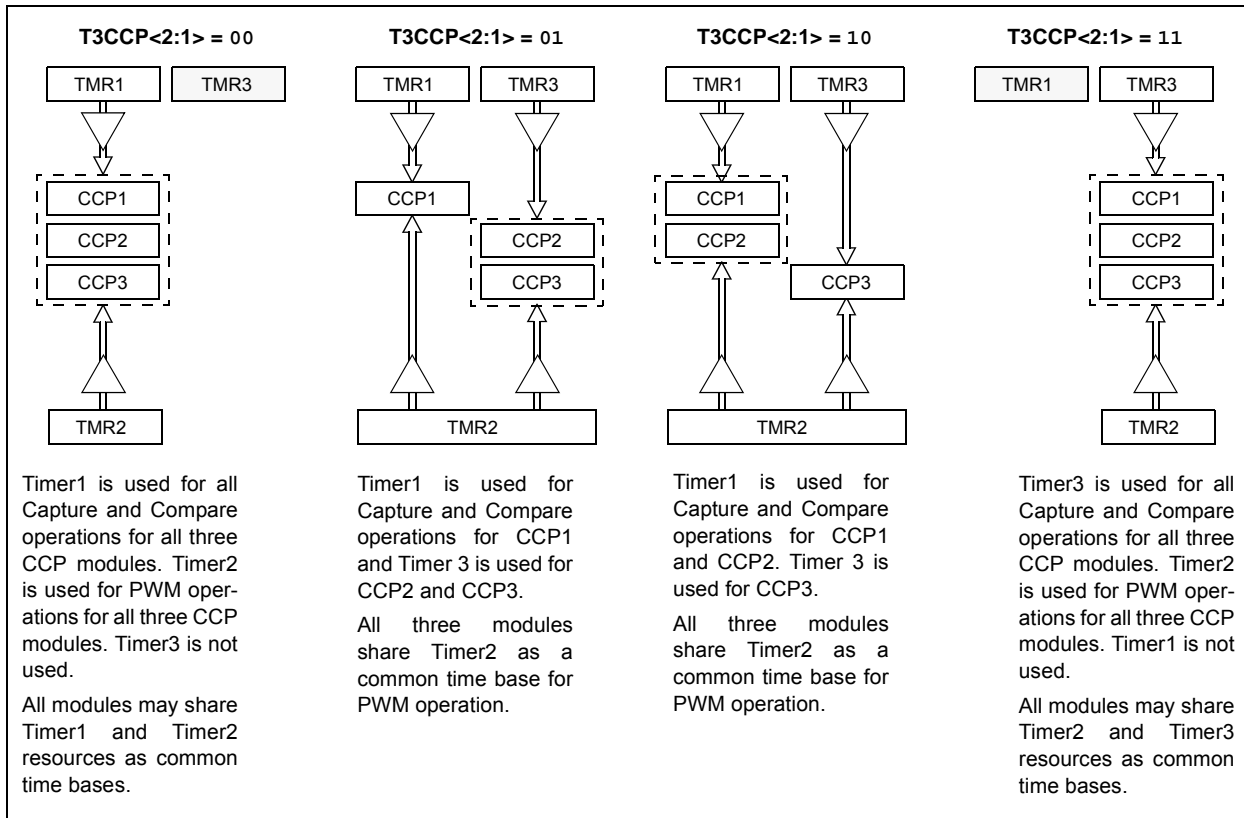 T3CCP<2:1> = 00
TMR1
TMR3
CCP1
CCP2
CCP3
TMR2
Timer1 is used for all
Capture and Compare
operations for all three
CCP modules. Timer2
is used for PWM oper-
ations for all three CCP
modules. Timer3 is not
used.
All modules may share
Timer1 and Timer2
resources as common
time bases.
T3CCP<2:1> = 01
TMR1
TMR3
CCP1
CCP2
CCP3
TMR2
Timer1 is used for
Capture and Compare
operations for CCP1
and Timer 3 is used for
CCP2 and CCP3.
All three modules
share Timer2 as a
common time base for
PWM operation.
T3CCP<2:1> = 10
TMR1
TMR3
CCP1
CCP2
CCP3
TMR2
Timer1 is used for
Capture and Compare
operations for CCP1
and CCP2. Timer 3 is
used for CCP3.
All three modules
share Timer2 as a
common time base for
PWM operation.
T3CCP<2:1> = 11
TMR1
TMR3
CCP1
CCP2
CCP3
TMR2
Timer3 is used for all
Capture and Compare
operations for all three
CCP modules. Timer2
is used for PWM oper-
ations for all three CCP
modules. Timer1 is not
used.
All modules may share
Timer2 and Timer3
resources as common
time bases.